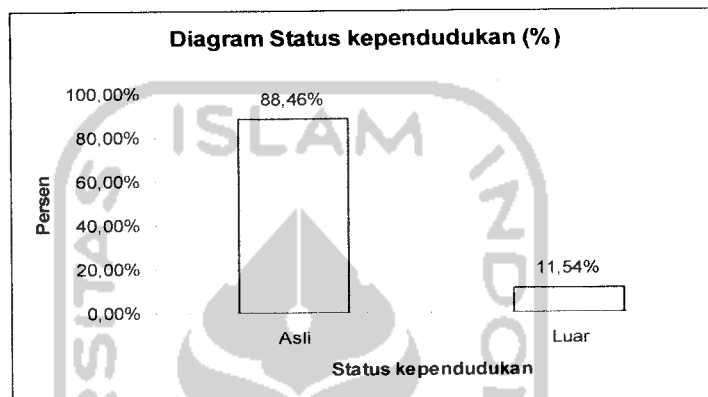 Diagram Status kependudukan (%)
100,00%
80,00%
60,00%
40,00%
20,00%
0,00%
Persen
88,46%
11,54%
Asli
Luar
Status kependudukan
ISLAM